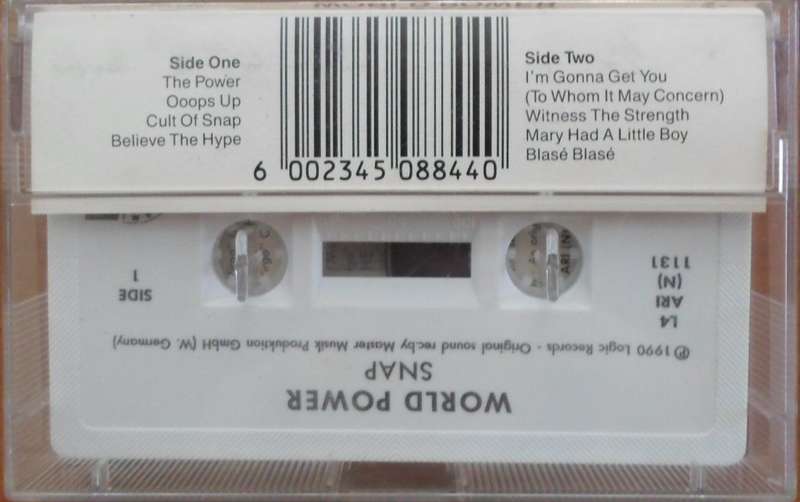 Side One
The Power
Ooops Up
Cult Of Snap
Believe The Hype
Side Two
I'm Gonna Get You
(To Whom It May Concern)
Witness The Strength
Mary Had A Little Boy
Blasé Blasé
6 002345 088440
WORLD POWER
SNAP
℗ 1990 Logic Records - Original sound rec.by Master Musik Produktion GmbH (W. Germany)
L4
ARI
(N)
1131
SIDE
1